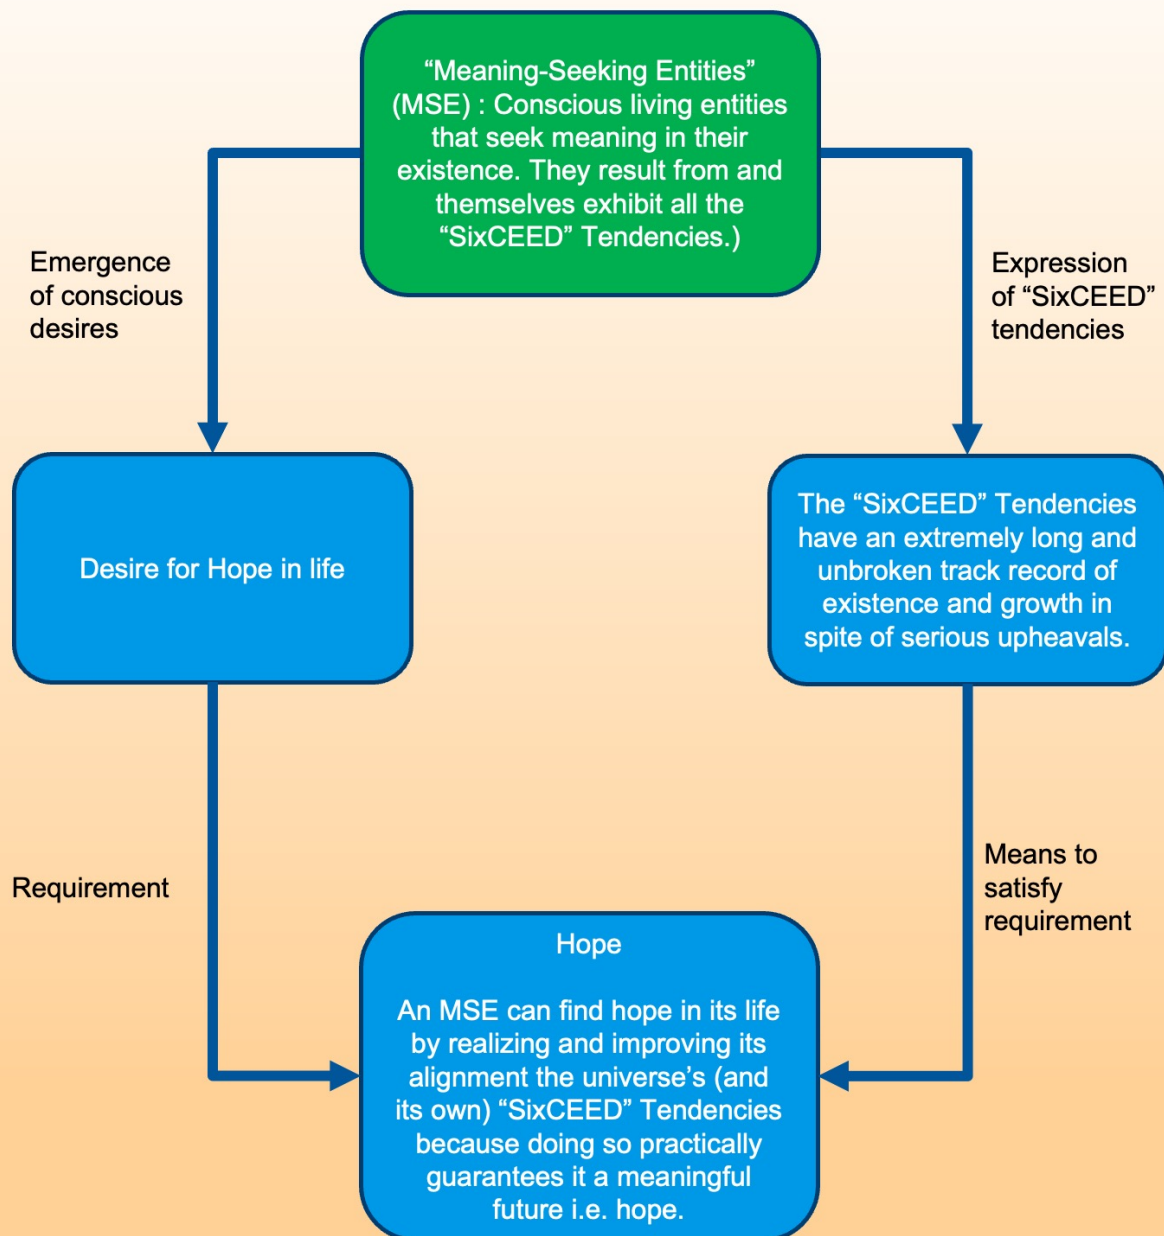 “Meaning-Seeking Entities”
(MSE) : Conscious living entities
that seek meaning in their
existence. They result from and
themselves exhibit all the
“SixCEED” Tendencies.)
Emergence
of conscious
desires
Expression
of “SixCEED”
tendencies
Desire for Hope in life
The “SixCEED” Tendencies
have an extremely long and
unbroken track record of
existence and growth in
spite of serious upheavals.
Requirement
Means to
satisfy
requirement
Hope
An MSE can find hope in its life
by realizing and improving its
alignment the universe’s (and
its own) “SixCEED” Tendencies
because doing so practically
guarantees it a meaningful
future i.e. hope.